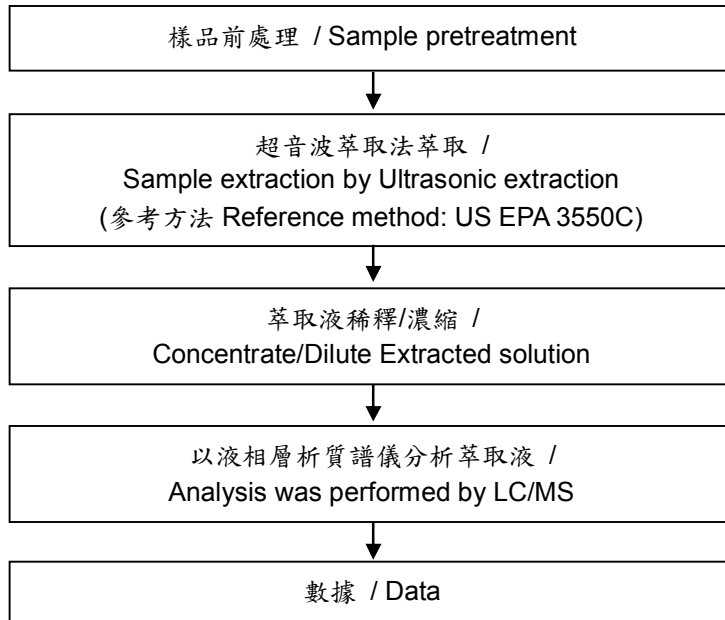 樣品前處理 / Sample pretreatment
超音波萃取法萃取 /
Sample extraction by Ultrasonic extraction
(參考方法 Reference method: US EPA 3550C)
萃取液稀釋/濃縮 /
Concentrate/Dilute Extracted solution
以液相層析質譜儀分析萃取液 /
Analysis was performed by LC/MS
數據 / Data